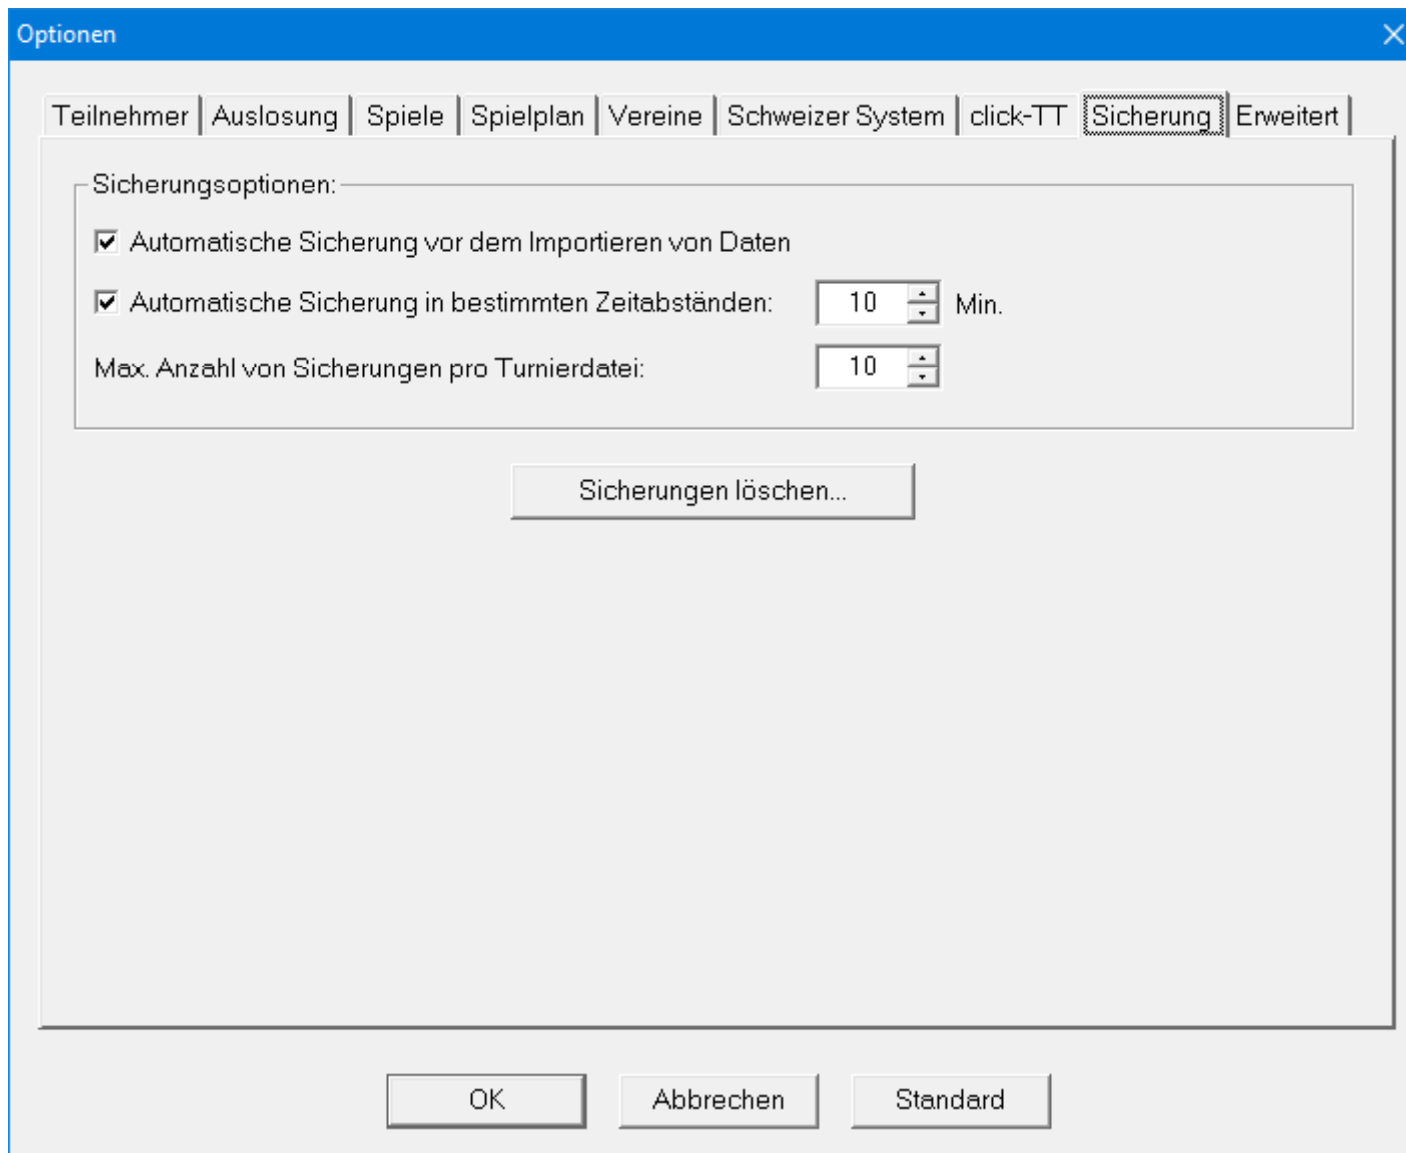 Optionen
Teilnehmer Auslosung Spiele Spielplan Vereine Schweizer System click-TT Sicherung Erweitert
Sicherungsoptionen:
Automatische Sicherung vor dem Importieren von Daten
Automatische Sicherung in bestimmten Zeitabständen: 10 Min.
Max. Anzahl von Sicherungen pro Turnierdatei: 10
Sicherungen löschen...
OK Abbrechen Standard